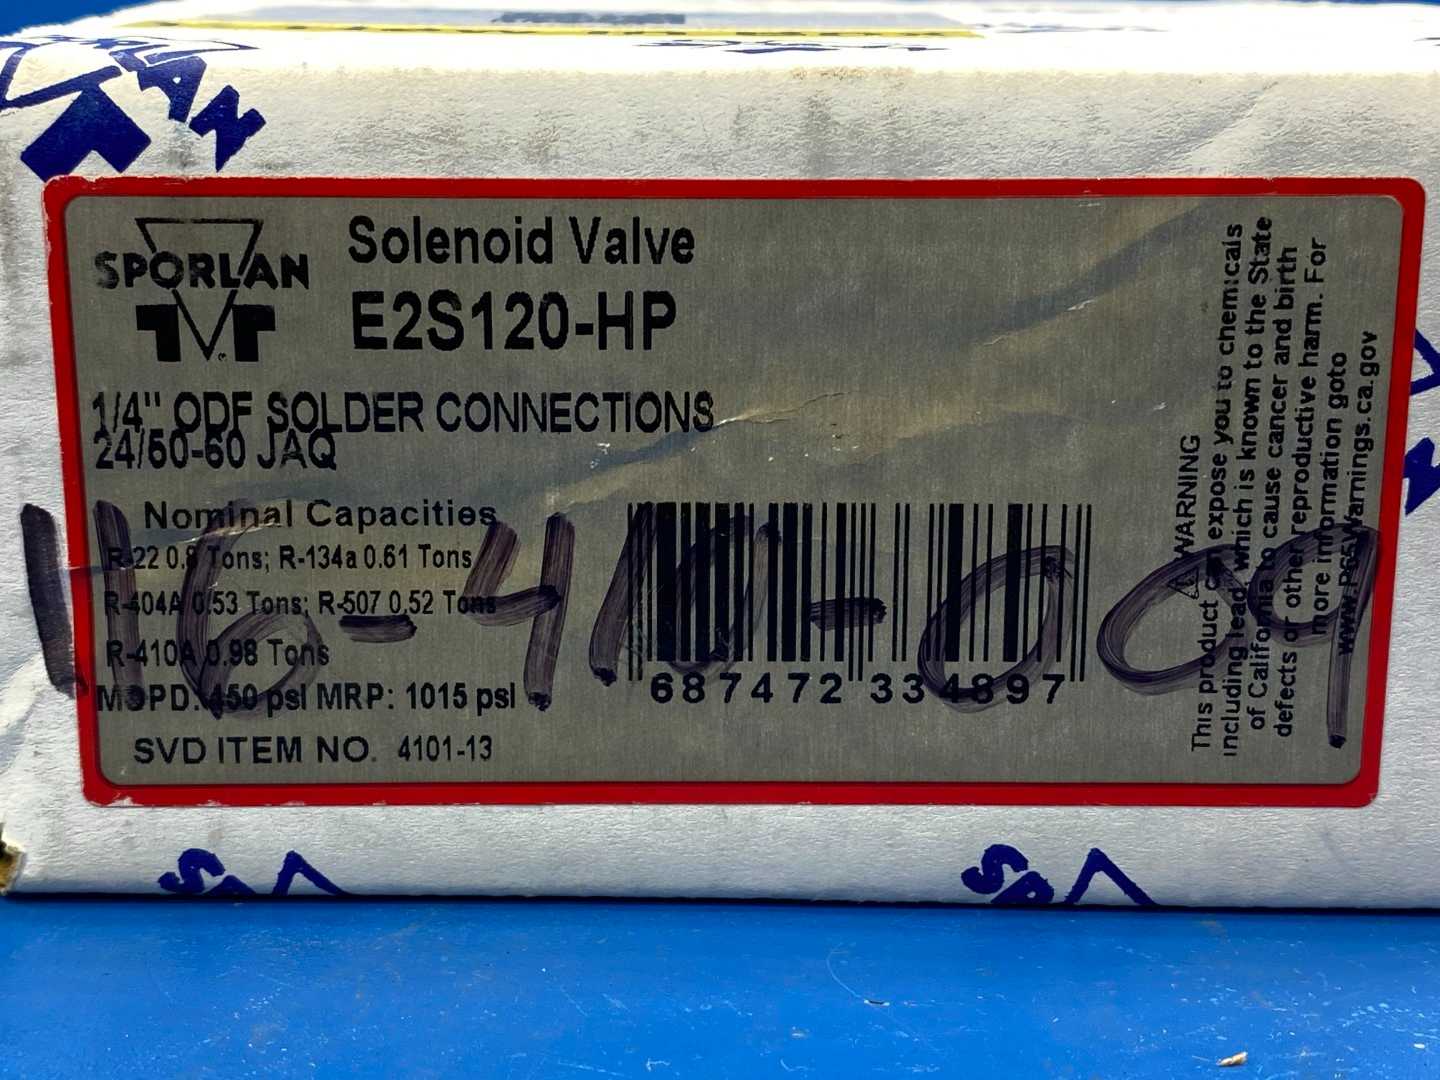 SPORLAN
Solenoid Valve
E2S120-HP
1/4" ODF SOLDER CONNECTIONS
24/50-60 JAQ
Nominal Capacities
R-22 0.8 Tons; R-134a 0.61 Tons
R-404A 0.53 Tons; R-507 0.52 Tons
R-410A 0.98 Tons
MOPD: 450 psi MRP: 1015 psi
SVD ITEM NO. 4101-13
687472 334897
⚠WARNING
This product can expose you to chemicals
including lead, which is known to the State
of California to cause cancer and birth
defects or other reproductive harm. For
more information goto
www.P65Warnings.ca.gov
SPORLAN